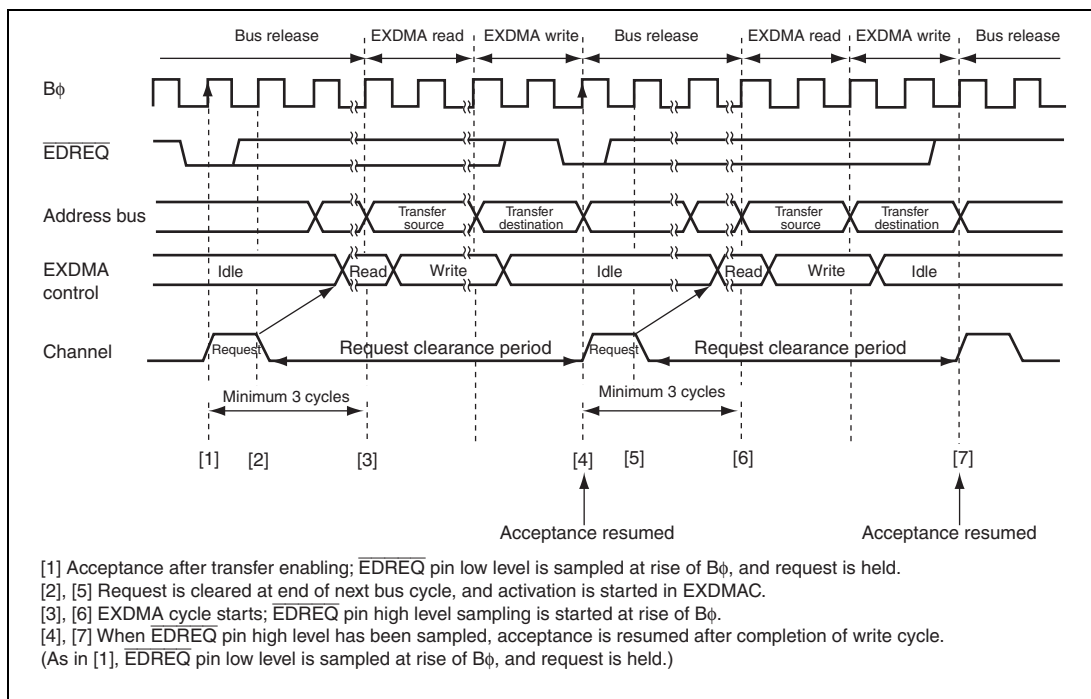 Bus release EXDMA read EXDMA write Bus release EXDMA read EXDMA write Bus release
Bϕ
EDREQ
Address bus Transfer source Transfer destination Transfer source Transfer destination
EXDMA control Idle Read Write Idle Read Write Idle
Channel Request Request clearance period Request Request clearance period
Minimum 3 cycles Minimum 3 cycles
[1] [2] [3] [4] [5] [6] [7]
Acceptance resumed Acceptance resumed
[1] Acceptance after transfer enabling; EDREQ pin low level is sampled at rise of Bϕ, and request is held.
[2], [5] Request is cleared at end of next bus cycle, and activation is started in EXDMAC.
[3], [6] EXDMA cycle starts; EDREQ pin high level sampling is started at rise of Bϕ.
[4], [7] When EDREQ pin high level has been sampled, acceptance is resumed after completion of write cycle.
(As in [1], EDREQ pin low level is sampled at rise of Bϕ, and request is held.)